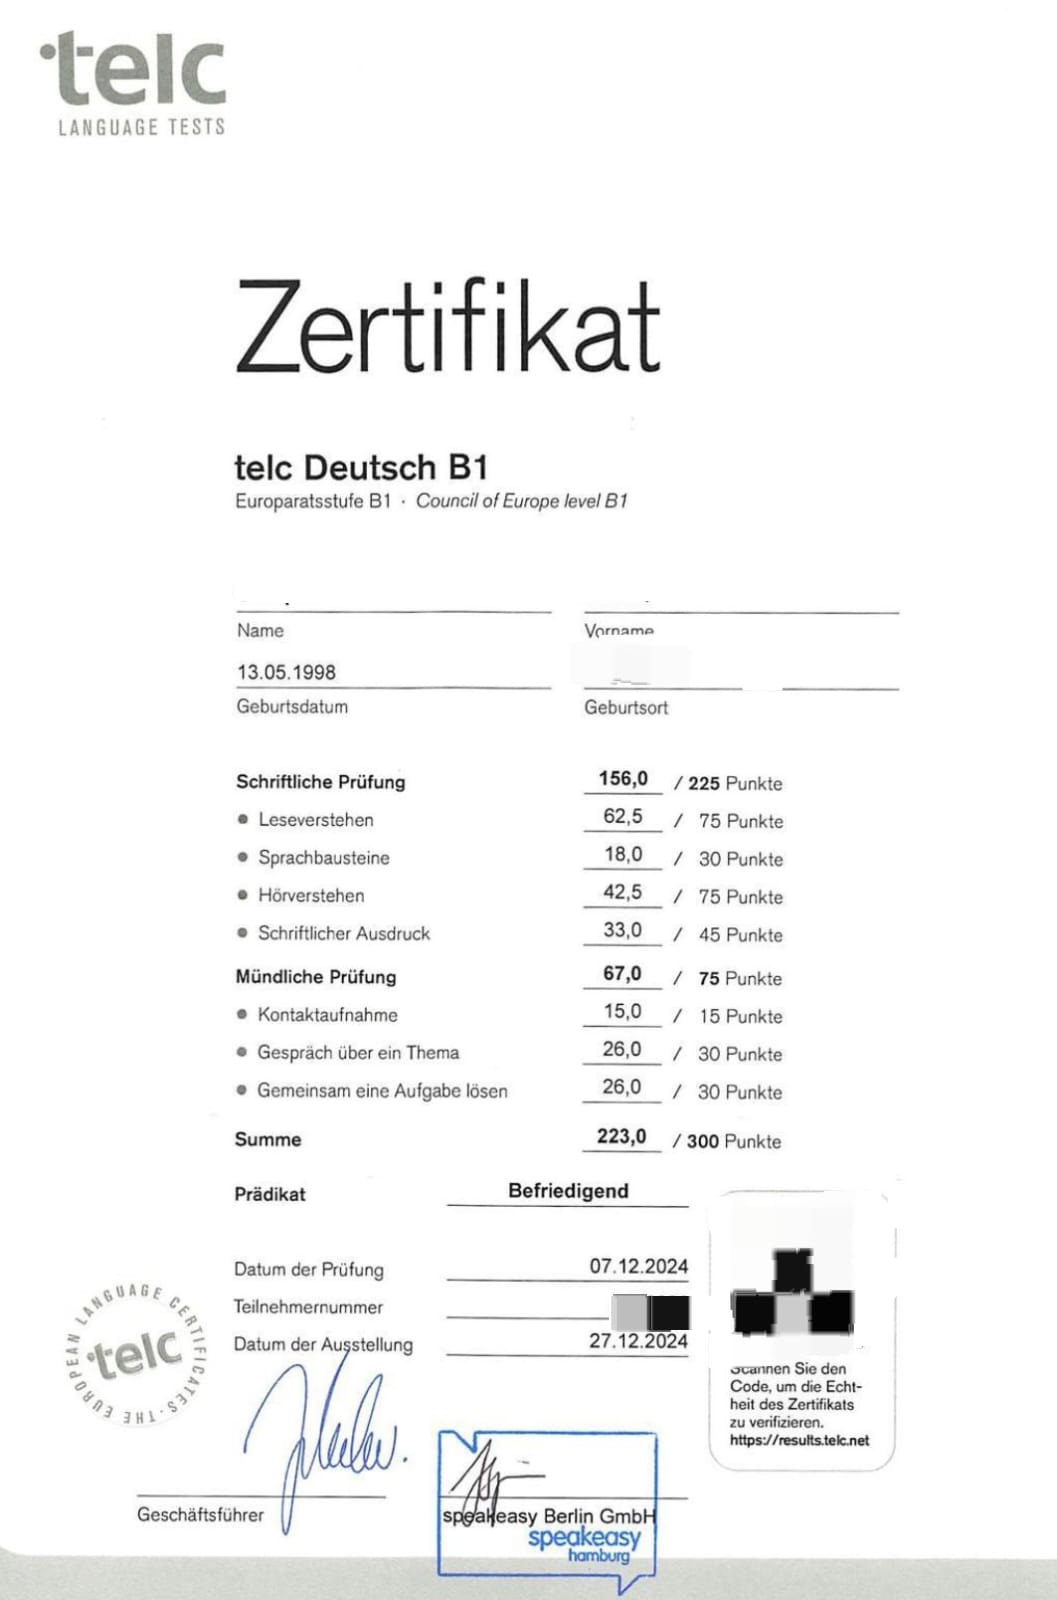 telc
LANGUAGE TESTS
Zertifikat
telc Deutsch B1
Europaratsstufe B1 · Council of Europe level B1
Name
Vorname
13.05.1998
Geburtsdatum
Geburtsort
Schriftliche Prüfung 156,0 / 225 Punkte
• Leseverstehen 62,5 / 75 Punkte
• Sprachbausteine 18,0 / 30 Punkte
• Hörverstehen 42,5 / 75 Punkte
• Schriftlicher Ausdruck 33,0 / 45 Punkte
Mündliche Prüfung 67,0 / 75 Punkte
• Kontaktaufnahme 15,0 / 15 Punkte
• Gespräch über ein Thema 26,0 / 30 Punkte
• Gemeinsam eine Aufgabe lösen 26,0 / 30 Punkte
Summe 223,0 / 300 Punkte
Prädikat Befriedigend
Datum der Prüfung 07.12.2024
Teilnehmernummer
Datum der Ausstellung 27.12.2024
Scannen Sie den
Code, um die Echt-
heit des Zertifikats
zu verifizieren.
https://results.telc.net
telc
THE EUROPEAN LANGUAGE CERTIFICATES
Geschäftsführer
speakeasy Berlin GmbH
speakeasy
hamburg